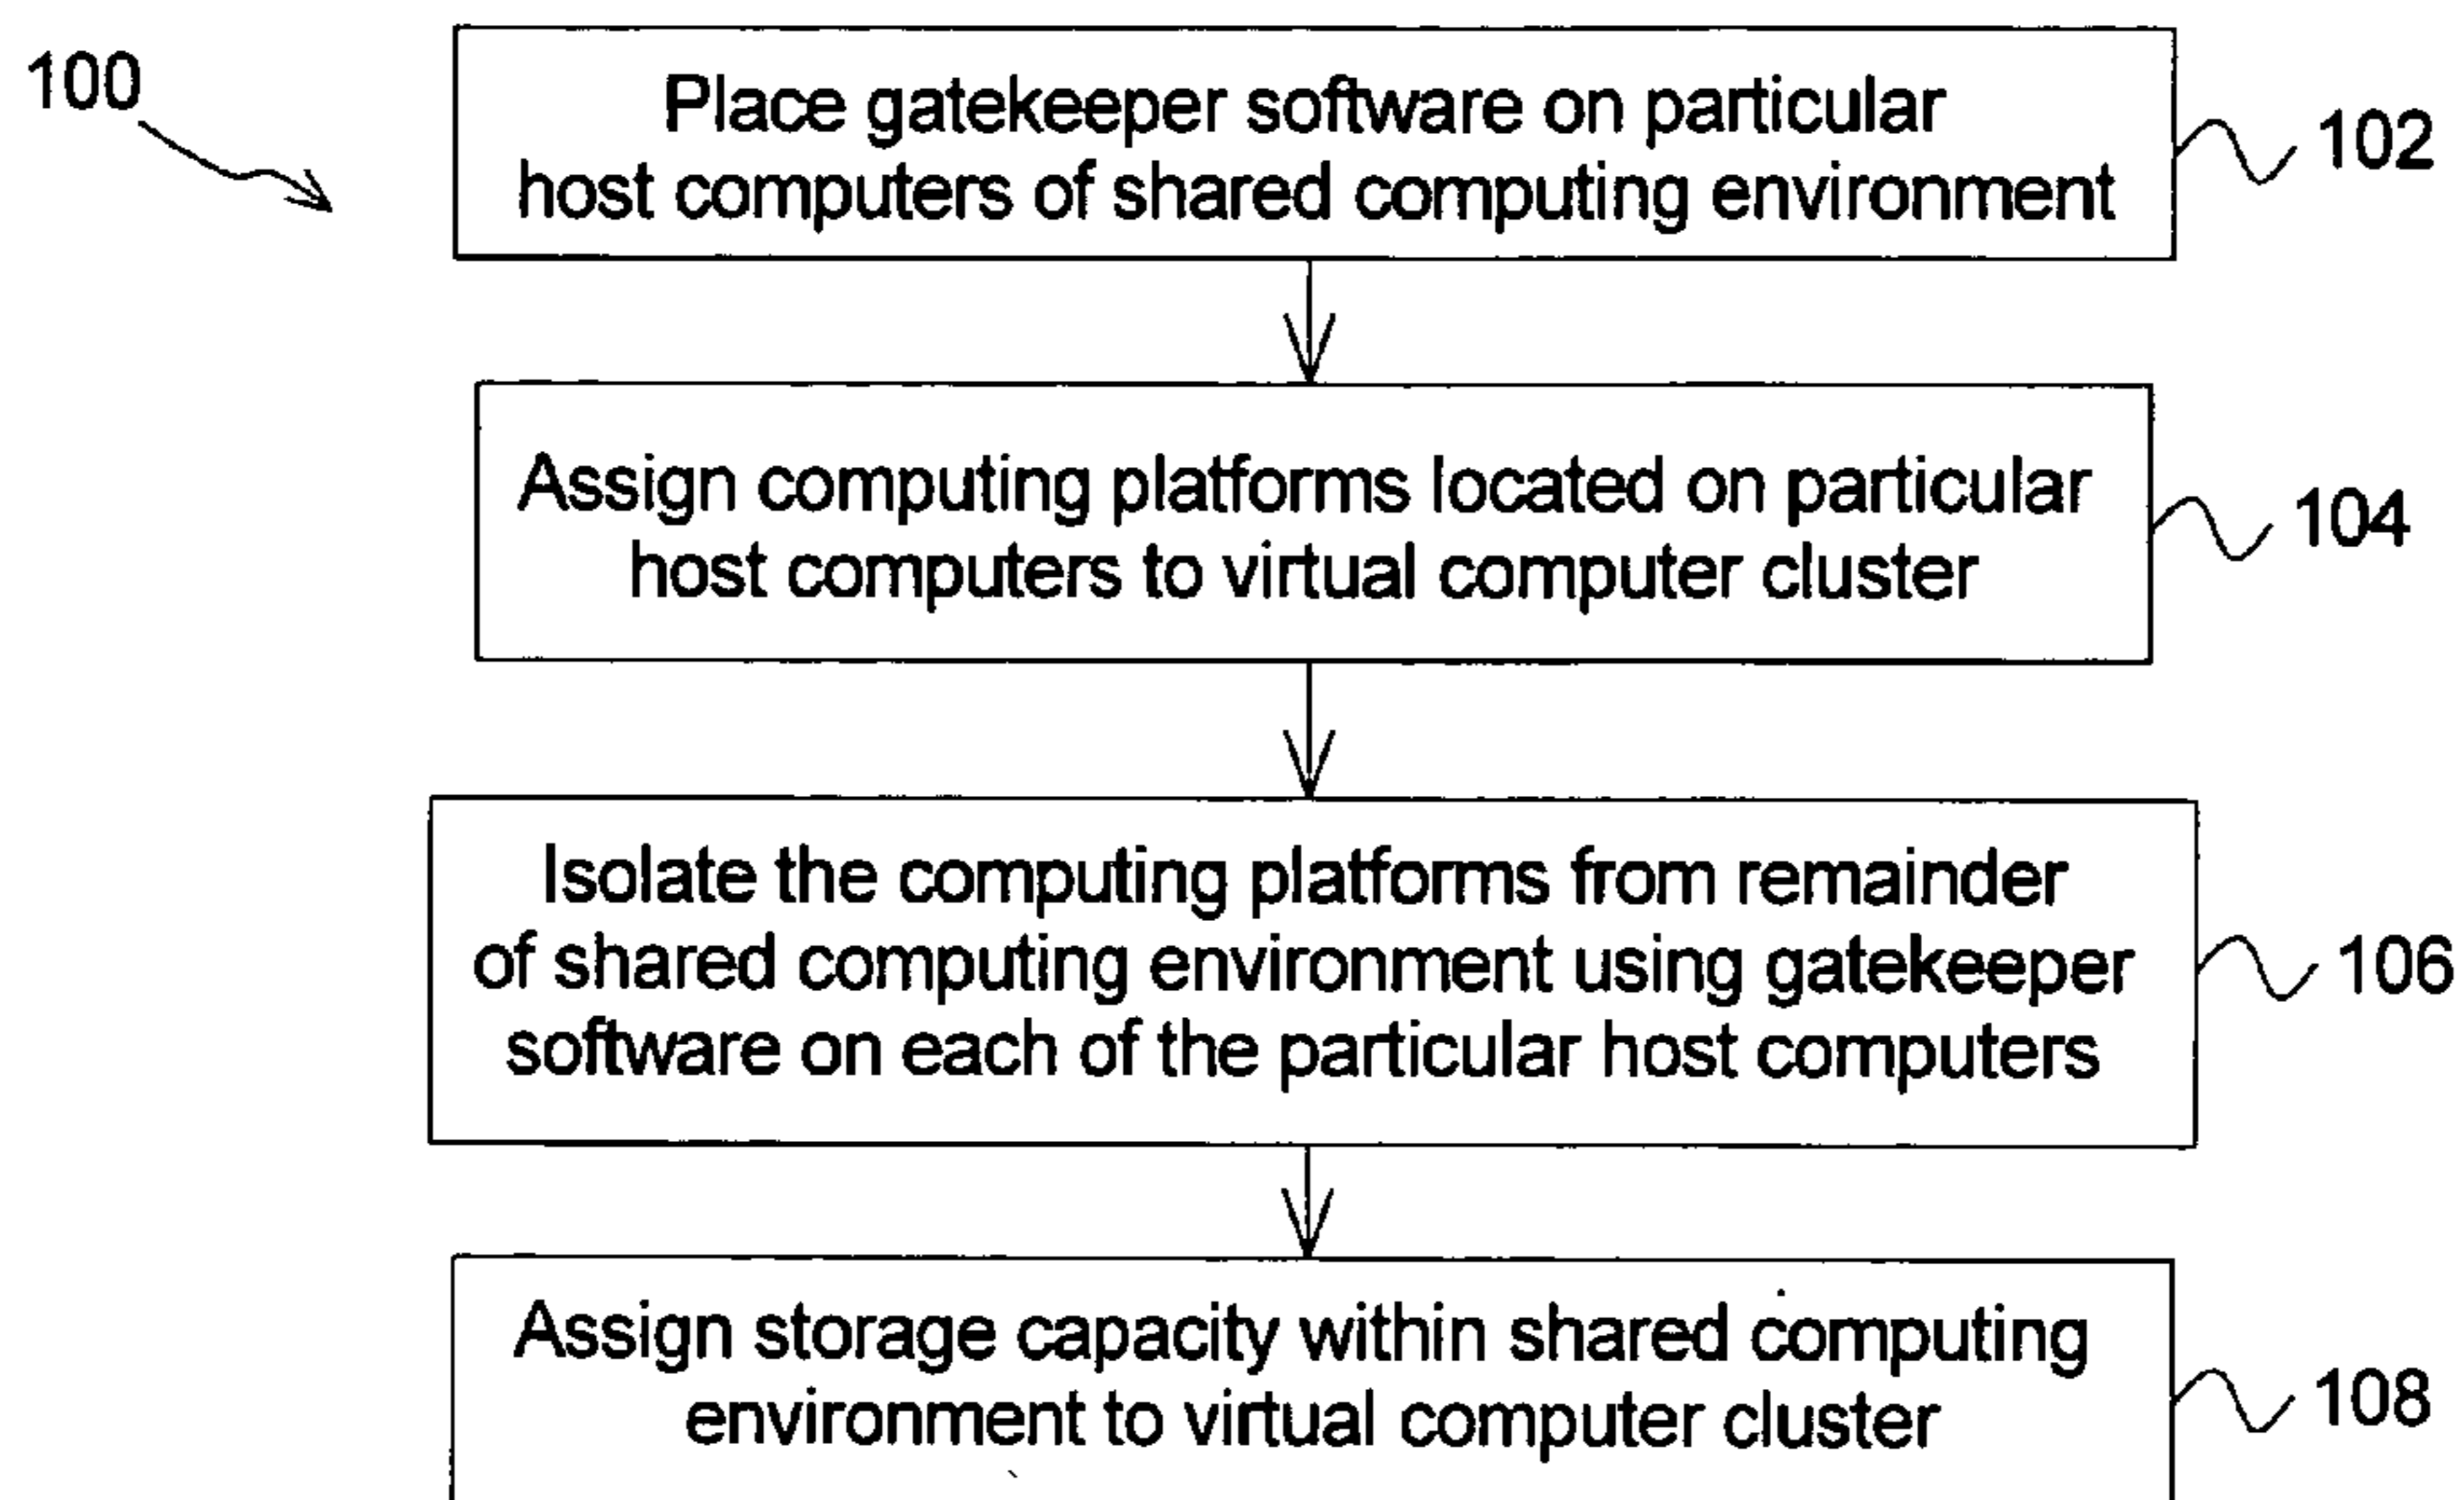 100
Place gatekeeper software on particular
host computers of shared computing environment
102
Assign computing platforms located on particular
host computers to virtual computer cluster
104
Isolate the computing platforms from remainder
of shared computing environment using gatekeeper
software on each of the particular host computers
106
Assign storage capacity within shared computing
environment to virtual computer cluster
108